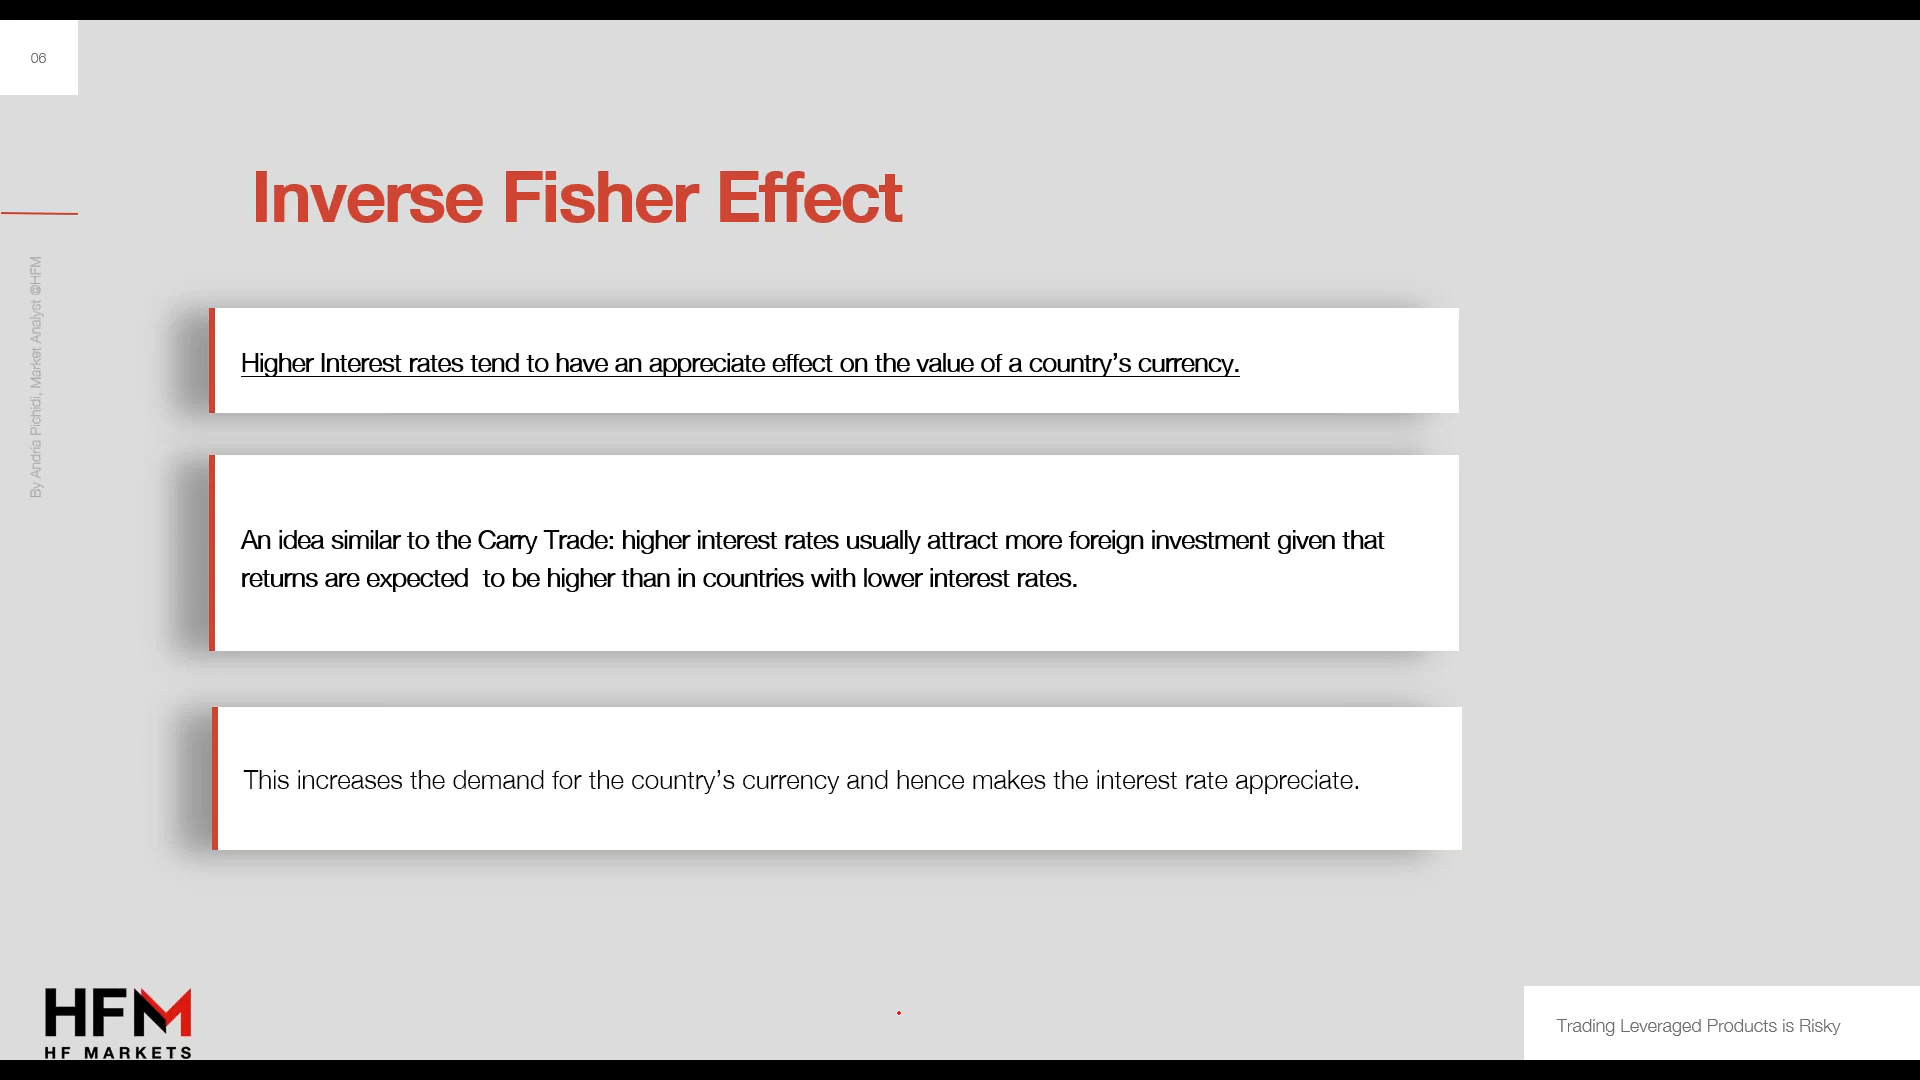 06
Inverse Fisher Effect
By Andria Pichidi, Market Analyst @HFM
Higher Interest rates tend to have an appreciate effect on the value of a country’s currency.
An idea similar to the Carry Trade: higher interest rates usually attract more foreign investment given that
returns are expected  to be higher than in countries with lower interest rates.
This increases the demand for the country’s currency and hence makes the interest rate appreciate.
HFM
HF MARKETS
Trading Leveraged Products is Risky